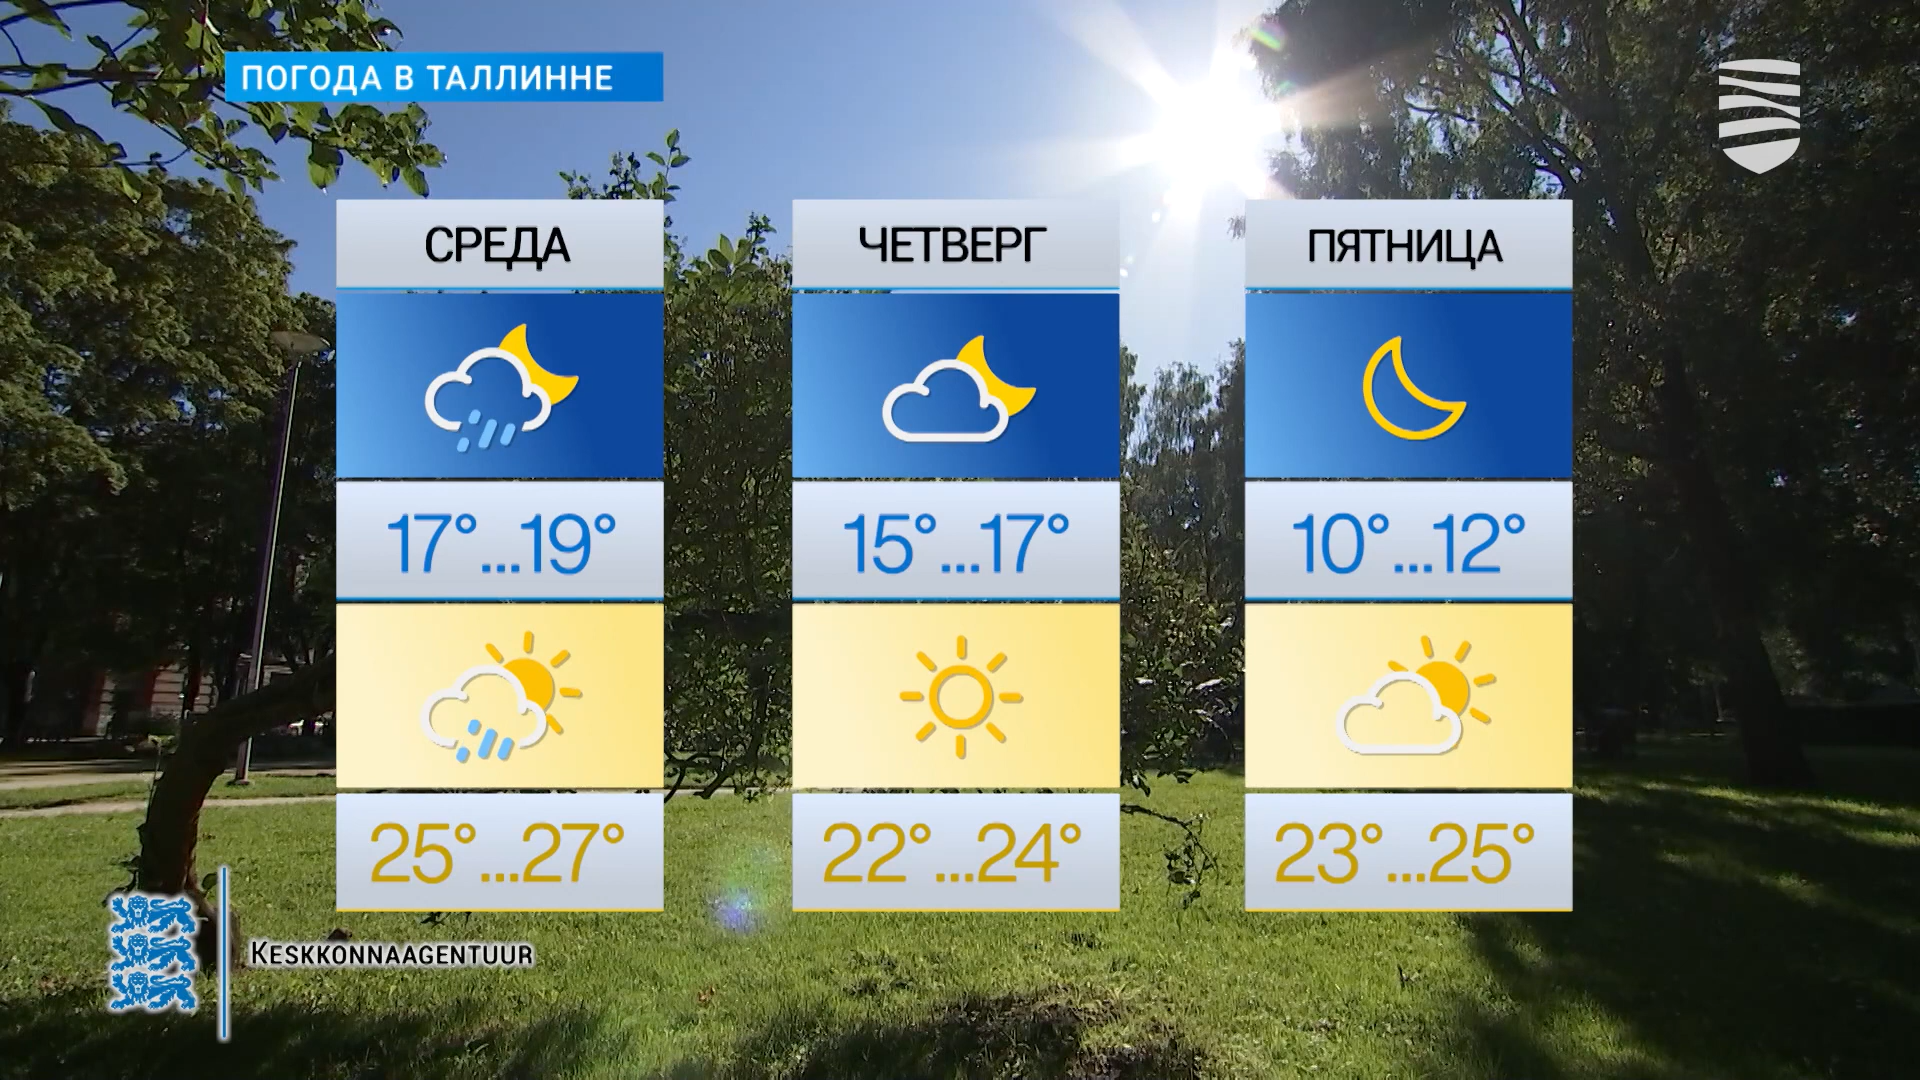 ПОГОДА В ТАЛЛИННЕ
СРЕДА
17°...19°
25°...27°
ЧЕТВЕРГ
15°...17°
22°...24°
ПЯТНИЦА
10°...12°
23°...25°
KESKKONNAAGENTUUR